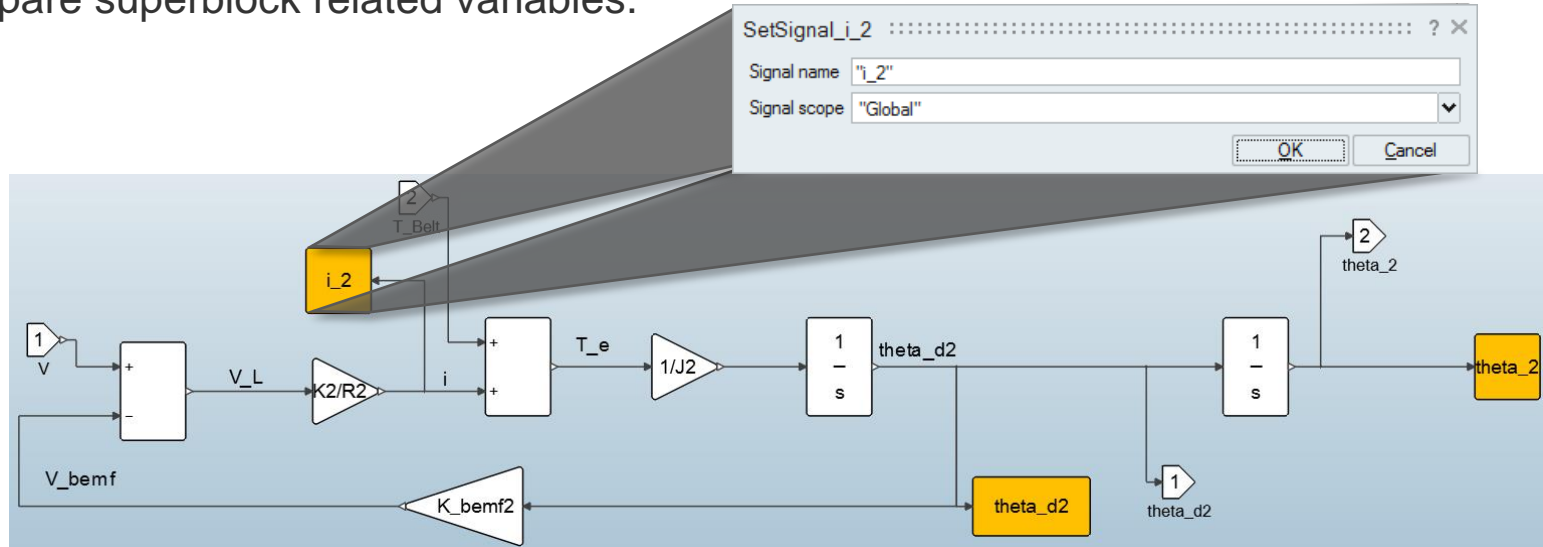 pare superblock related variables.
SetSignal_i_2 ? ×
Signal name "i_2"
Signal scope "Global"
OK Cancel
2
T_Belt
i_2
2
theta_2
1
V
+
−
V_L
K2/R2
i
+
+
T_e
1/J2
1
s
theta_d2
1
s
theta_2
V_bemf
K_bemf2
theta_d2
1
theta_d2